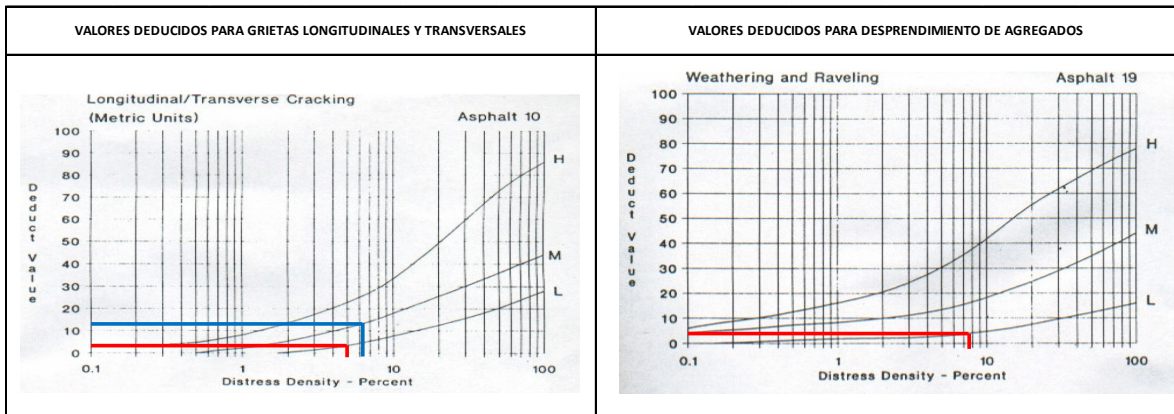 VALORES DEDUCIDOS PARA GRIETAS LONGITUDINALES Y TRANSVERSALES
VALORES DEDUCIDOS PARA DESPRENDIMIENTO DE AGREGADOS
Longitudinal/Transverse Cracking
(Metric Units)
Asphalt 10
100
90
80
70
60
50
40
30
20
10
0
Deduct Value
H
M
L
0.1
1
10
100
Distress Density - Percent
Weathering and Raveling
Asphalt 19
100
90
80
70
60
50
40
30
20
10
0
Deduct Value
H
M
L
0.1
1
10
100
Distress Density - Percent